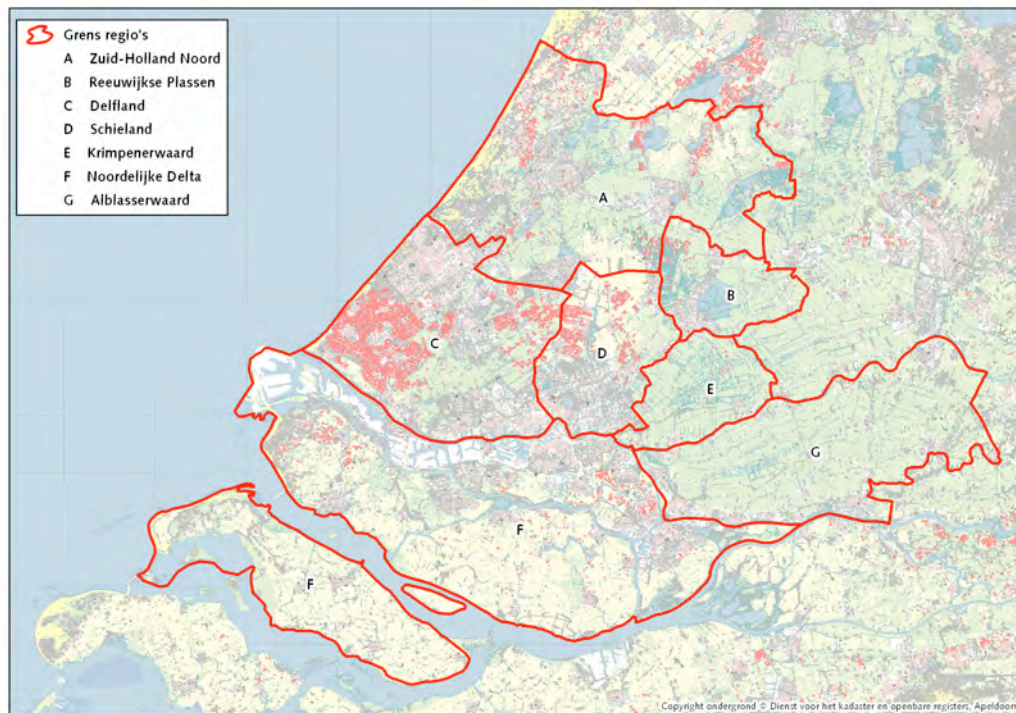 Grens regio's
A Zuid-Holland Noord
B Reeuwijkse Plassen
C Delfland
D Schieland
E Krimpenerwaard
F Noordelijke Delta
G Alblasserwaard
A
B
C
D
E
G
F
F
Copyright ondergrond © Dienst voor het kadaster en openbare registers, Apeldoorn